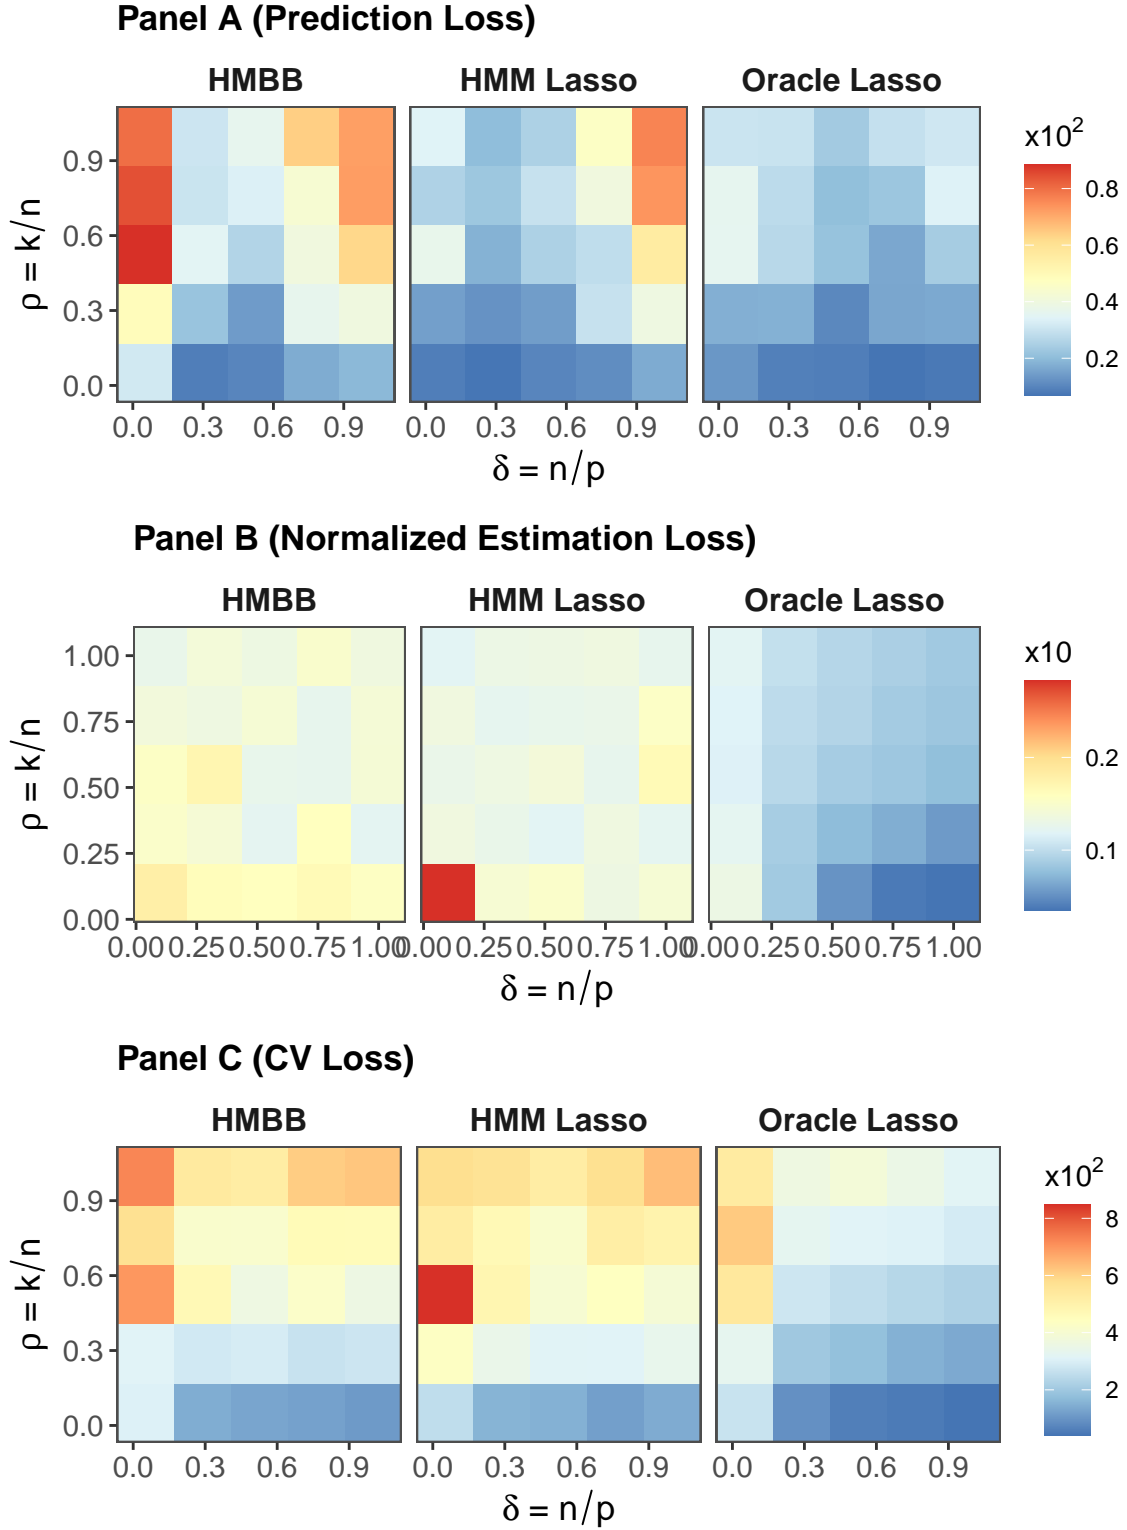 Panel A (Prediction Loss)
HMBB HMM Lasso Oracle Lasso
x10²
0.8
0.6
0.4
0.2
ρ = k/n
0.9
0.6
0.3
0.0
0.0 0.3 0.6 0.9 0.0 0.3 0.6 0.9 0.0 0.3 0.6 0.9
δ = n/p
Panel B (Normalized Estimation Loss)
HMBB HMM Lasso Oracle Lasso
x10
0.2
0.1
ρ = k/n
1.00
0.75
0.50
0.25
0.00
0.00 0.25 0.50 0.75 1.00 0.00 0.25 0.50 0.75 1.00 0.00 0.25 0.50 0.75 1.00
δ = n/p
Panel C (CV Loss)
HMBB HMM Lasso Oracle Lasso
x10²
8
6
4
2
ρ = k/n
0.9
0.6
0.3
0.0
0.0 0.3 0.6 0.9 0.0 0.3 0.6 0.9 0.0 0.3 0.6 0.9
δ = n/p